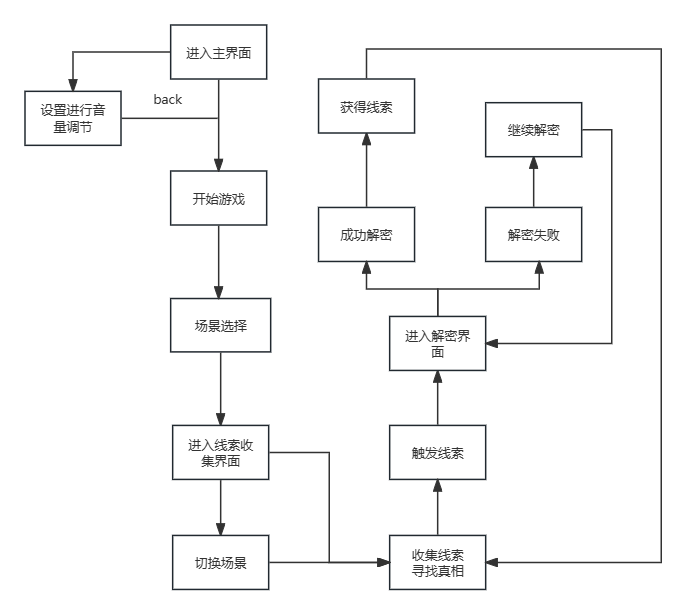 进入主界面
设置进行音
量调节
back
开始游戏
场景选择
进入线索收
集界面
切换场景
获得线索
继续解密
成功解密
解密失败
进入解密界
面
触发线索
收集线索
寻找真相